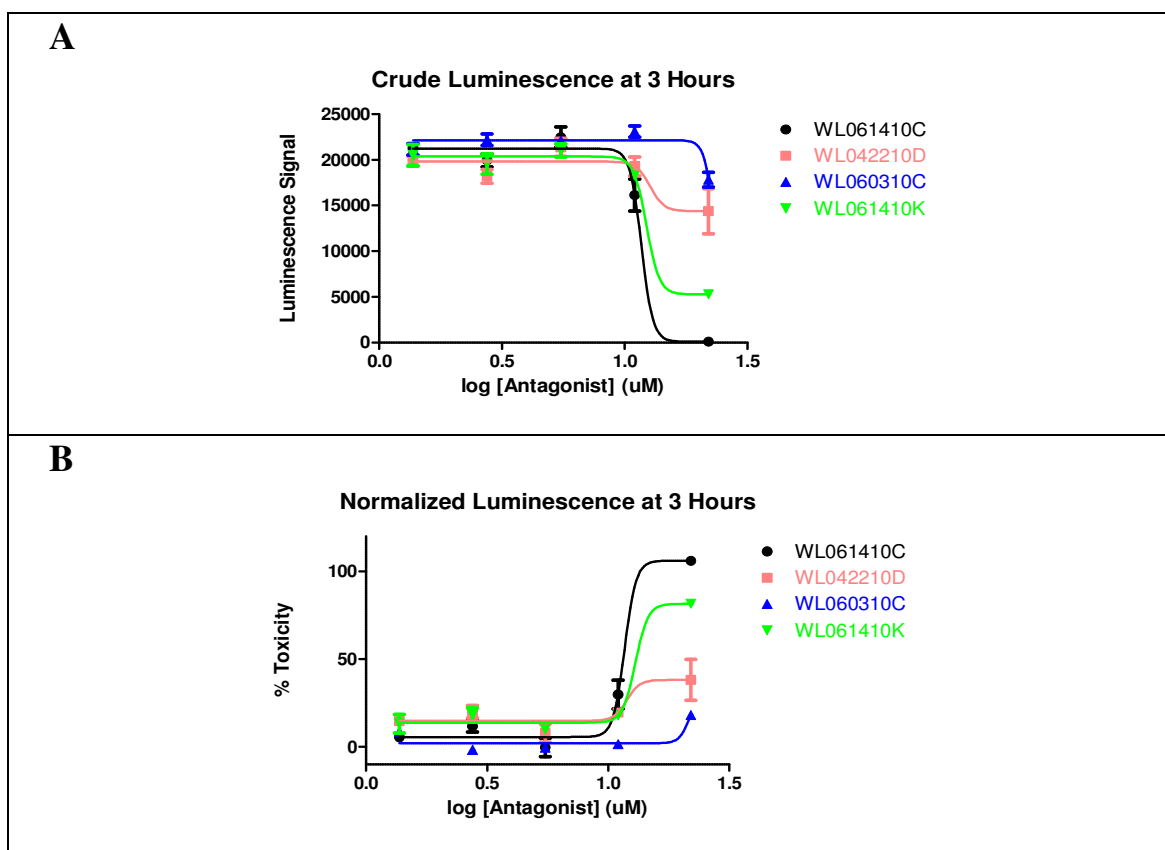 A
Crude Luminescence at 3 Hours
25000
20000
15000
10000
5000
0
Luminescence Signal
0.0 0.5 1.0 1.5
log [Antagonist] (uM)
WL061410C
WL042210D
WL060310C
WL061410K
B
Normalized Luminescence at 3 Hours
100
50
0
% Toxicity
0.0 0.5 1.0 1.5
log [Antagonist] (uM)
WL061410C
WL042210D
WL060310C
WL061410K